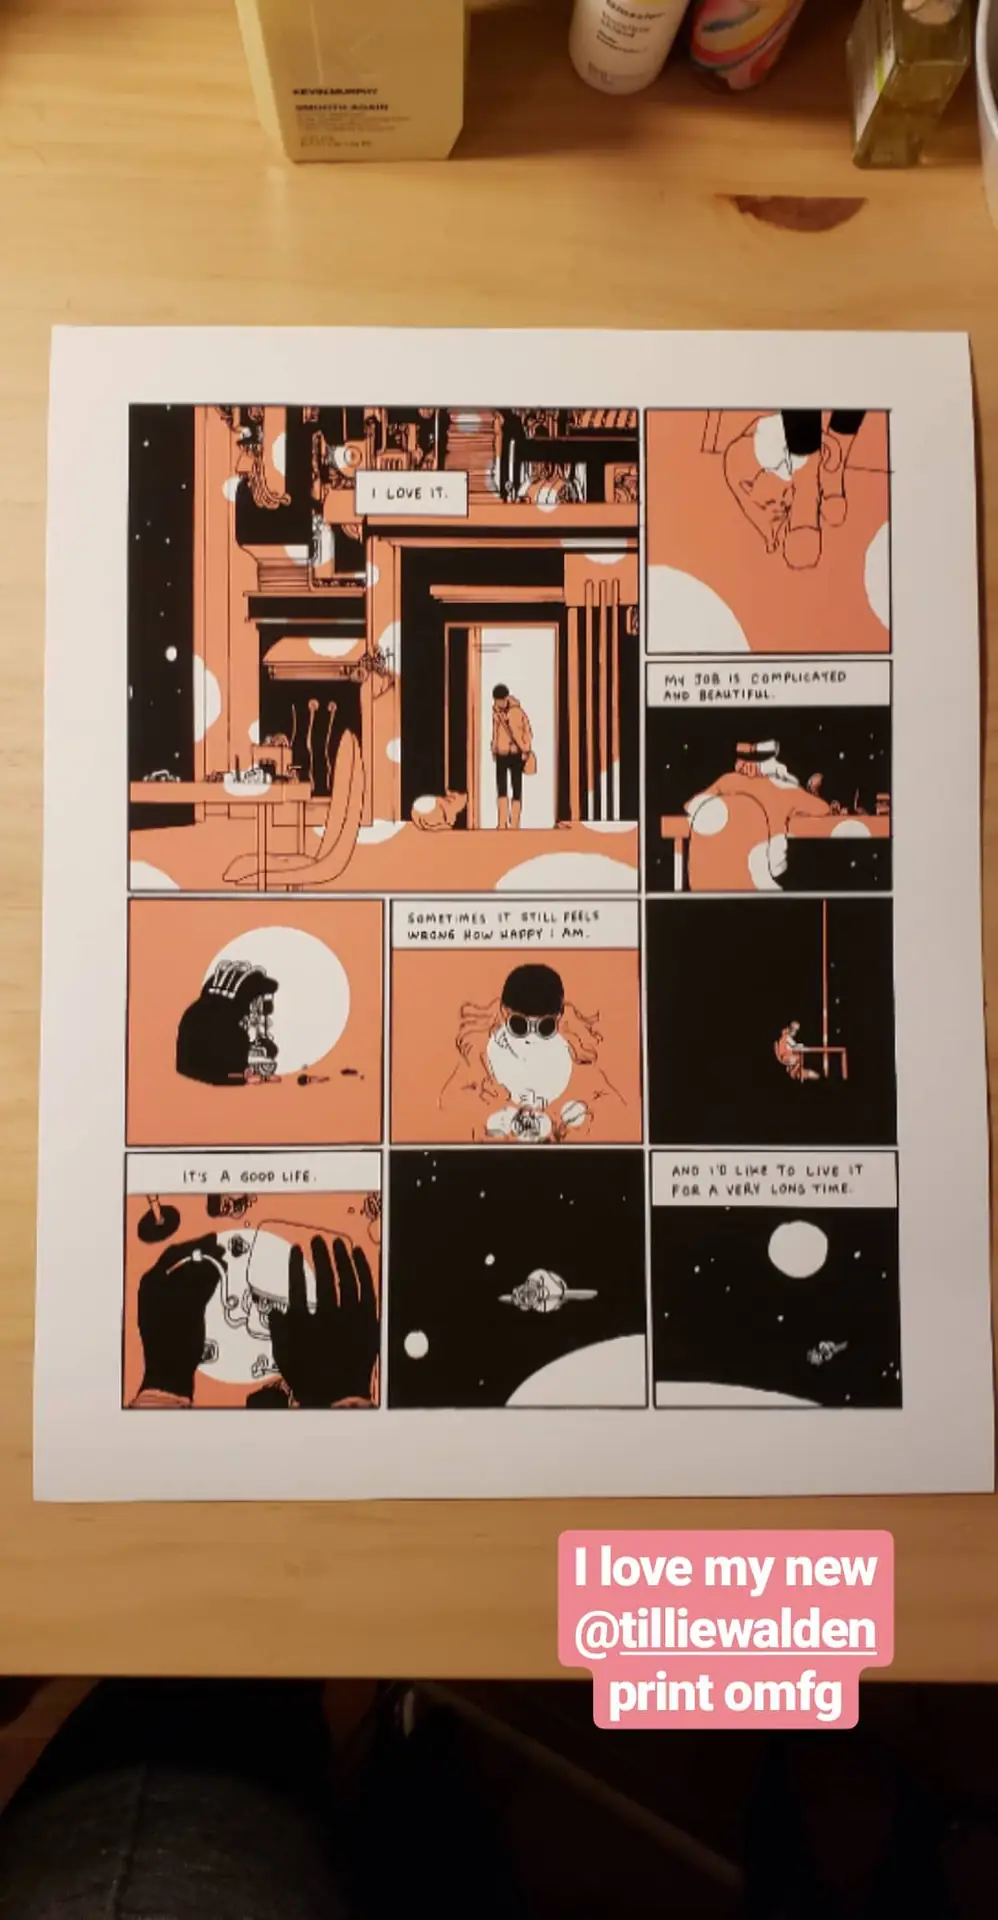 KEVIN.MURPHY
SMOOTH.AGAIN
I LOVE IT.
MY JOB IS COMPLICATED
AND BEAUTIFUL.
SOMETIMES IT STILL FEELS
WRONG HOW HAPPY I AM.
IT'S A GOOD LIFE.
AND I'D LIKE TO LIVE IT
FOR A VERY LONG TIME.
I love my new
@tilliewalden
print omfg